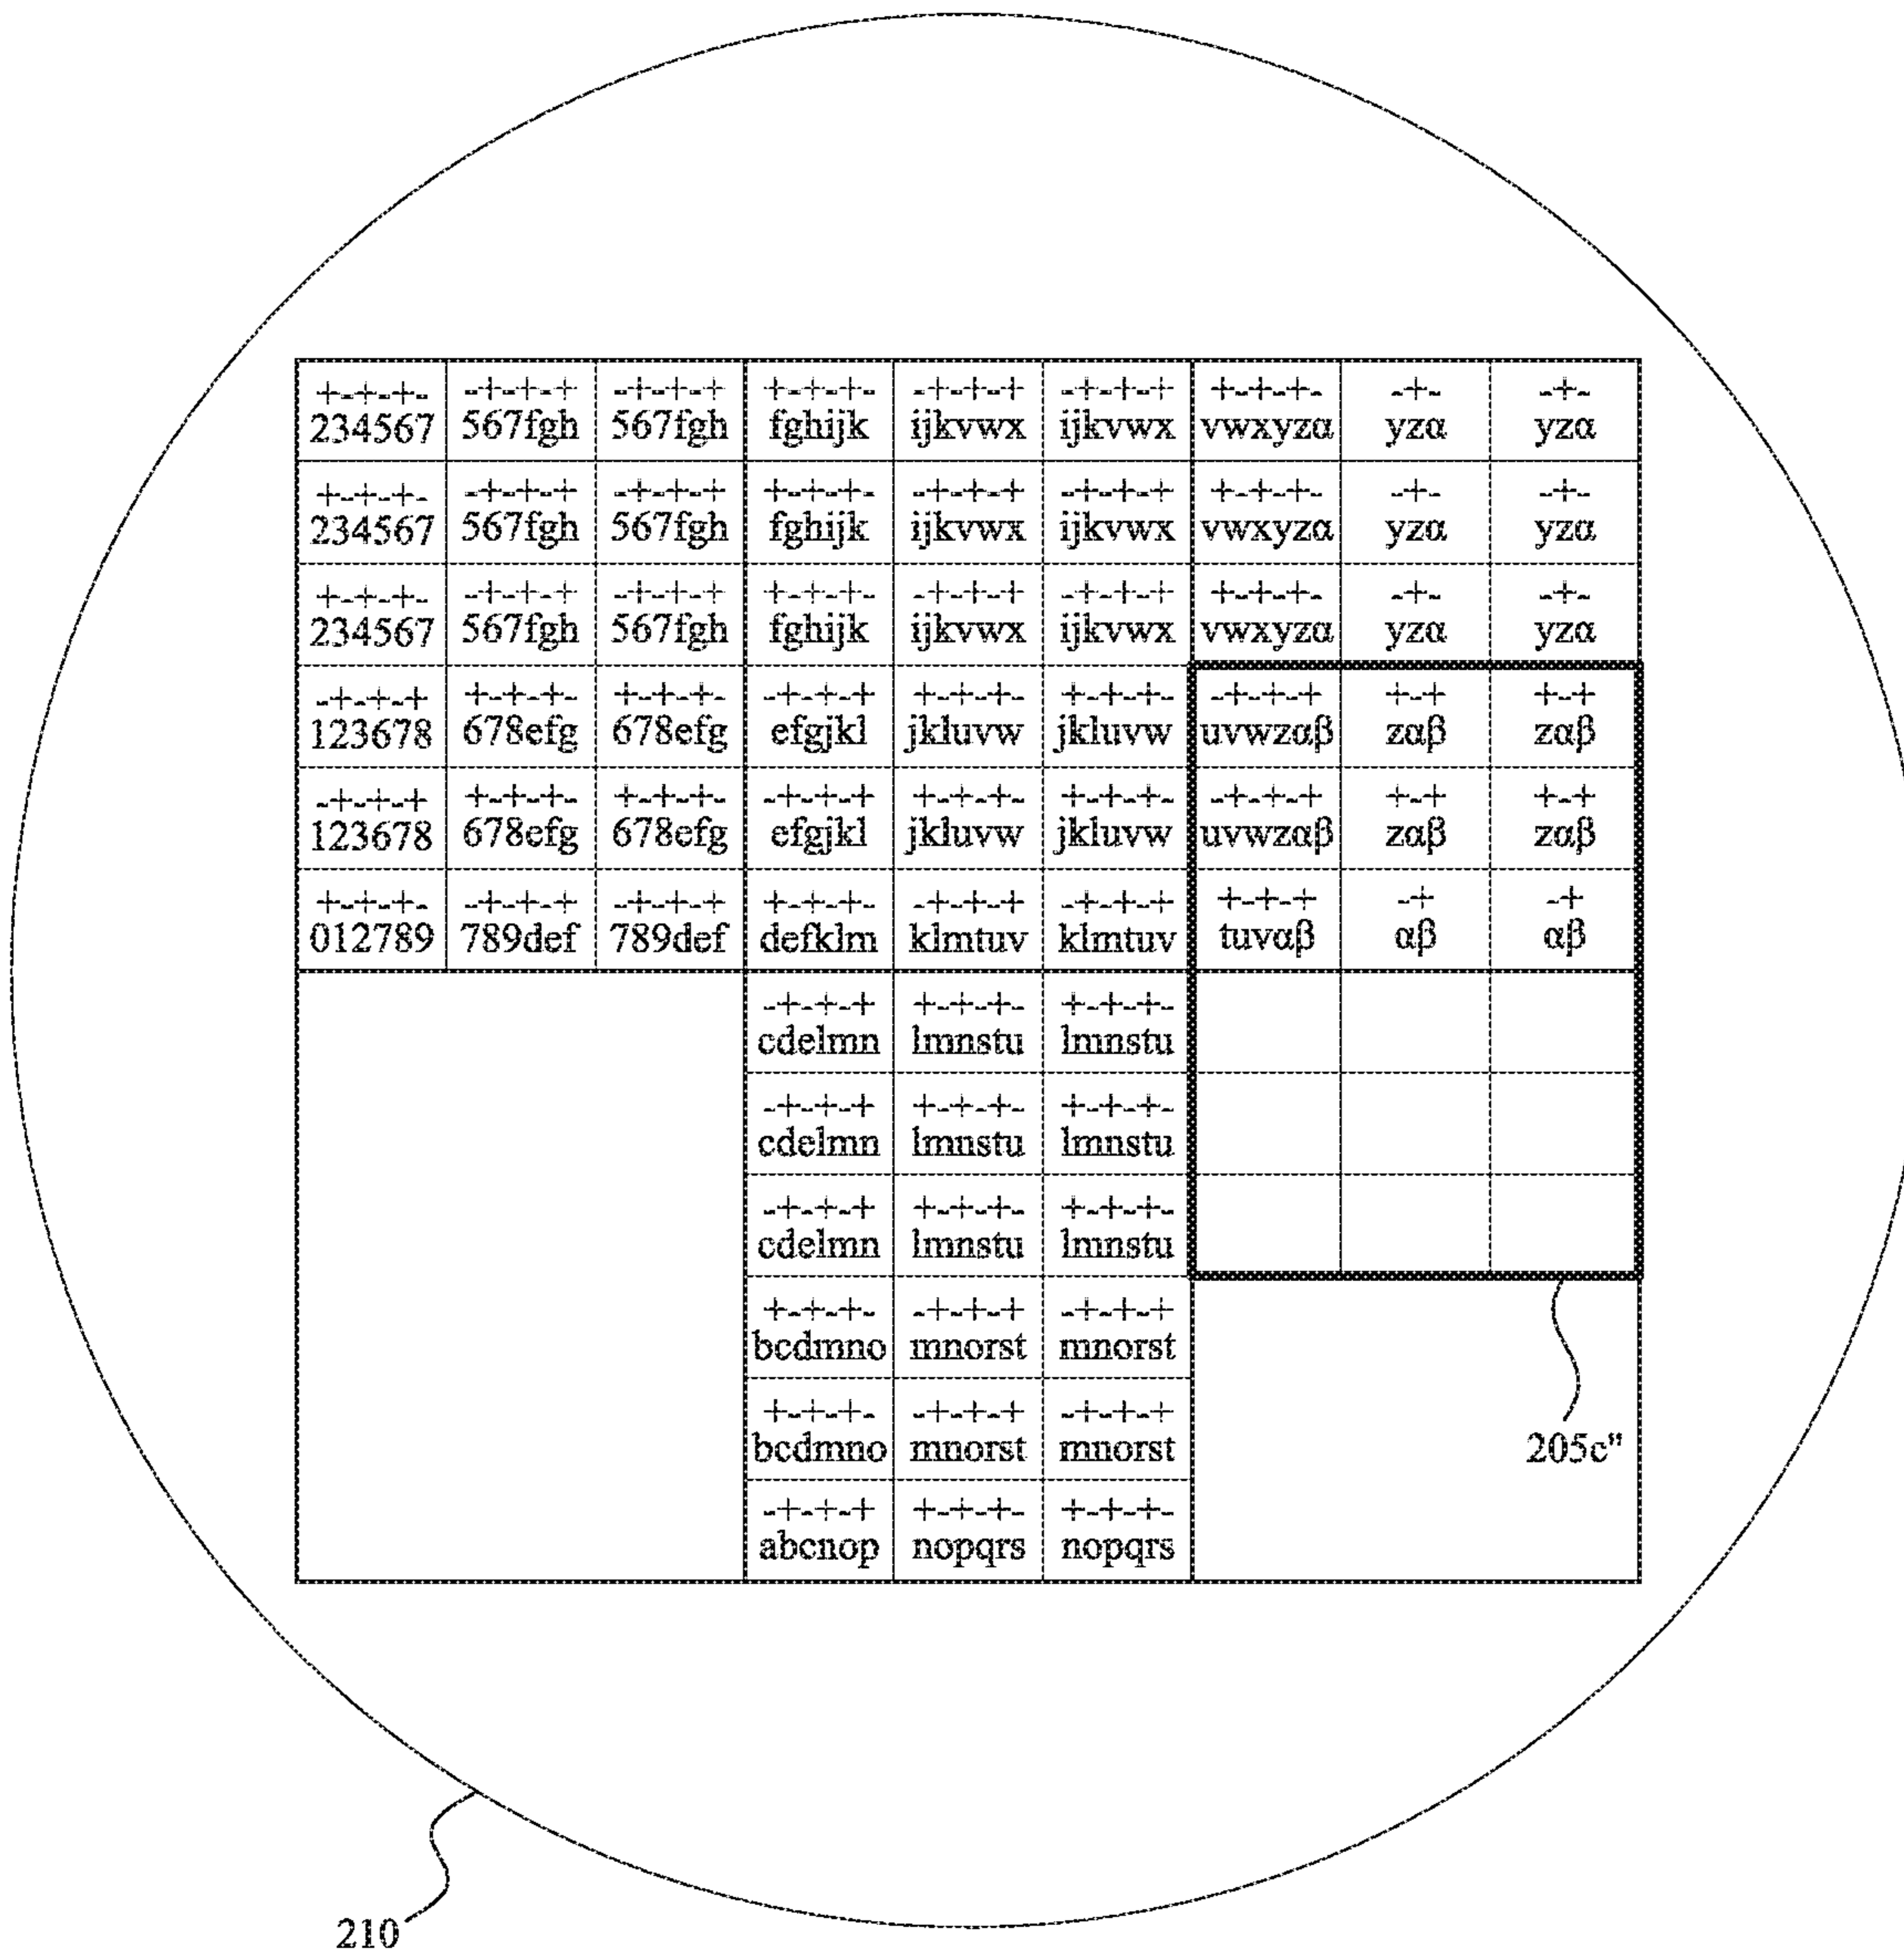 +-+-+- -+-+-+ -+-+-+ +-+-+- -+-+-+ -+-+-+ +-+-+- -+- -+-
234567 567fgh 567fgh fghijk ijkvwx ijkvwx vwxyzα yzα yzα
+-+-+- -+-+-+ -+-+-+ +-+-+- -+-+-+ -+-+-+ +-+-+- -+- -+-
234567 567fgh 567fgh fghijk ijkvwx ijkvwx vwxyzα yzα yzα
+-+-+- -+-+-+ -+-+-+ +-+-+- -+-+-+ -+-+-+ +-+-+- -+- -+-
234567 567fgh 567fgh fghijk ijkvwx ijkvwx vwxyzα yzα yzα
-+-+-+ +-+-+- +-+-+- -+-+-+ +-+-+- +-+-+- -+-+-+ +-+ +-+
123678 678efg 678efg efgjkl jkluvw jkluvw uvwzαβ zαβ zαβ
-+-+-+ +-+-+- +-+-+- -+-+-+ +-+-+- +-+-+- -+-+-+ +-+ +-+
123678 678efg 678efg efgjkl jkluvw jkluvw uvwzαβ zαβ zαβ
+-+-+- -+-+-+ -+-+-+ +-+-+- -+-+-+ -+-+-+ +-+-+ -+ -+
012789 789def 789def defklm klmtuv klmtuv tuvαβ αβ αβ
-+-+-+ +-+-+- +-+-+-
cdelmn lmnstu lmnstu
-+-+-+ +-+-+- +-+-+-
cdelmn lmnstu lmnstu
-+-+-+ +-+-+- +-+-+-
cdelmn lmnstu lmnstu
+-+-+- -+-+-+ -+-+-+
bcdmno mnorst mnorst
+-+-+- -+-+-+ -+-+-+
bcdmno mnorst mnorst
205c"
-+-+-+ +-+-+- +-+-+-
abcnop nopqrs nopqrs
210